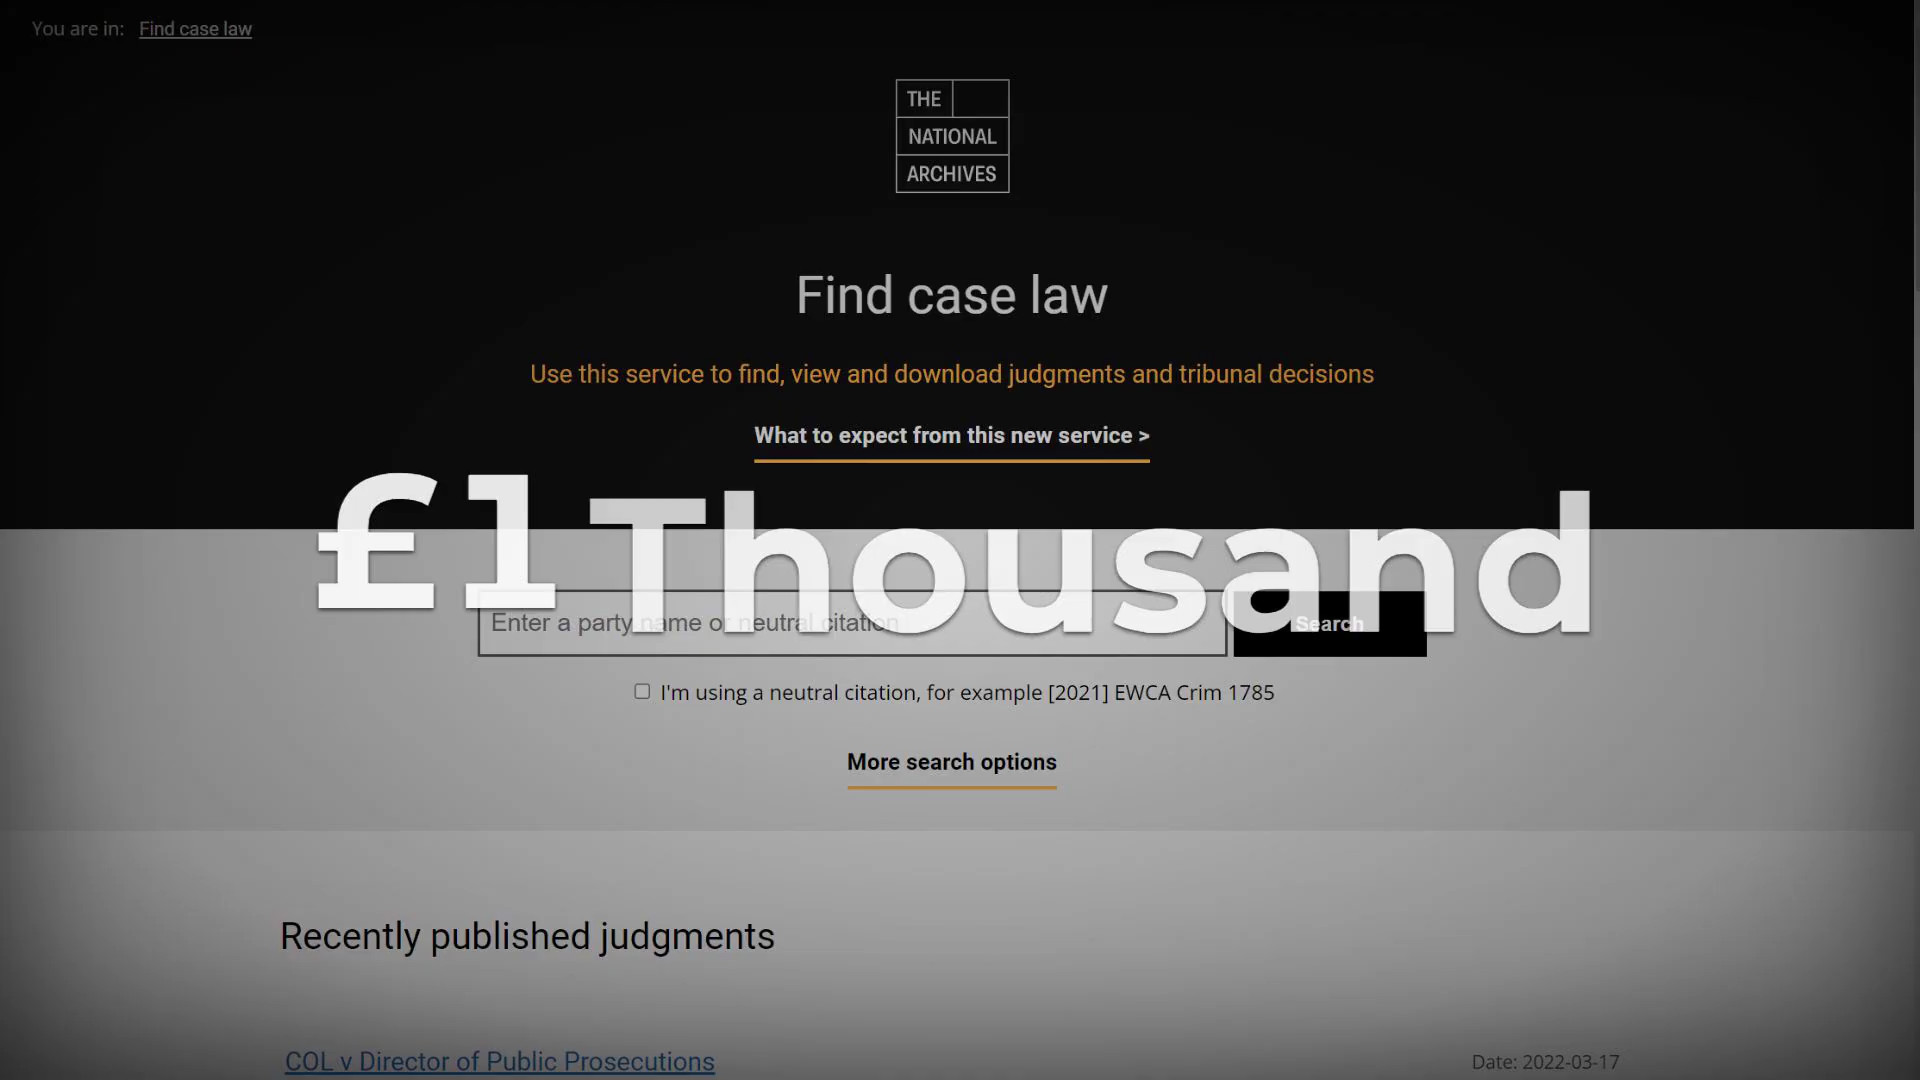 You are in: Find case law
THE
NATIONAL
ARCHIVES
Find case law
Use this service to find, view and download judgments and tribunal decisions
What to expect from this new service >
£1 Thousand
Enter a party name or neutral citation
Search
I'm using a neutral citation, for example [2021] EWCA Crim 1785
More search options
Recently published judgments
COL v Director of Public Prosecutions
Date: 2022-03-17